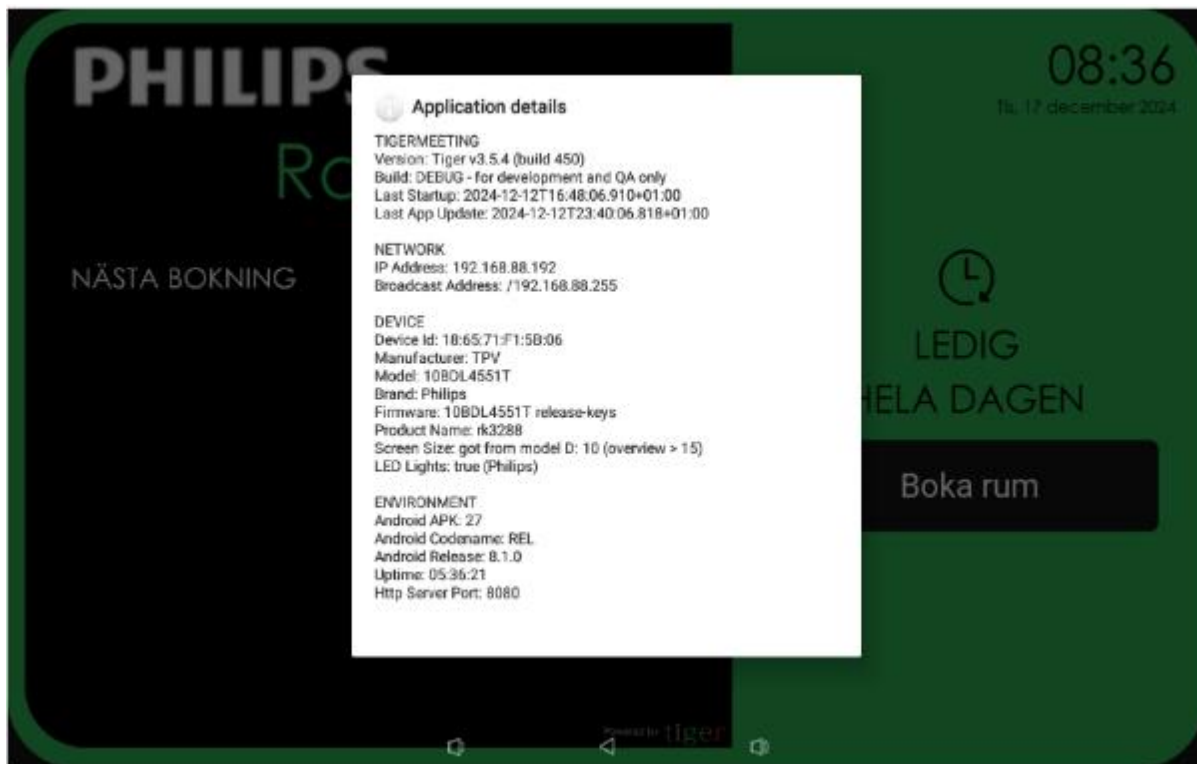 PHILIPS
08:36
Tis, 17 december 2024
Ro
NÄSTA BOKNING
Application details
TIGERMEETING
Version: Tiger v3.5.4 (build 450)
Build: DEBUG - for development and QA only
Last Startup: 2024-12-12T16:48:06.910+01:00
Last App Update: 2024-12-12T23:40:06.818+01:00
NETWORK
IP Address: 192.168.88.192
Broadcast Address: /192.168.88.255
DEVICE
Device Id: 18:65:71:F1:5B:06
Manufacturer: TPV
Model: 10BDL4551T
Brand: Philips
Firmware: 10BDL4551T release-keys
Product Name: rk3288
Screen Size: got from model D: 10 (overview > 15)
LED Lights: true (Philips)
ENVIRONMENT
Android APK: 27
Android Codename: REL
Android Release: 8.1.0
Uptime: 05:36:21
Http Server Port: 8080
LEDIG
HELA DAGEN
Boka rum
Powered by tiger